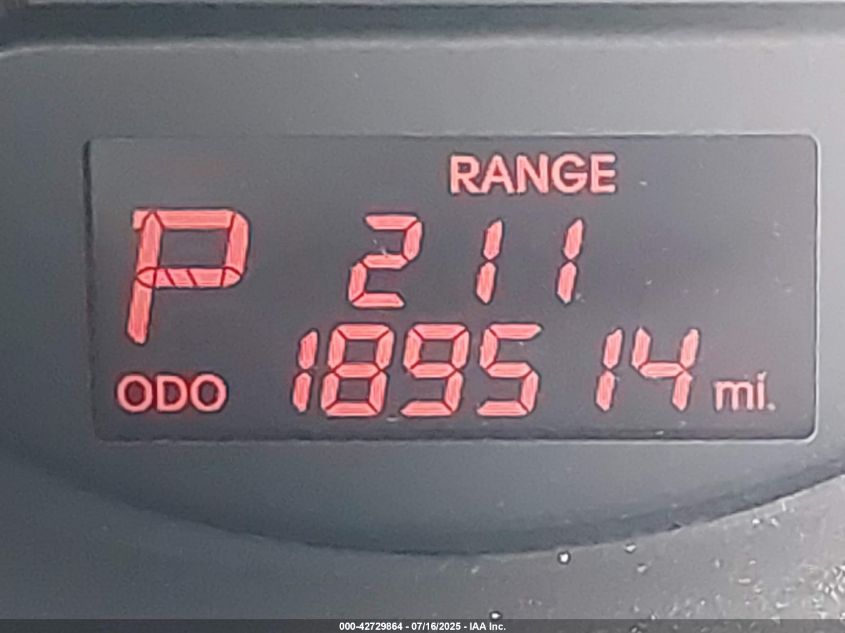 RANGE
P 211
ODO 189514 mi.
000-42729864 - 07/16/2025 - IAA Inc.